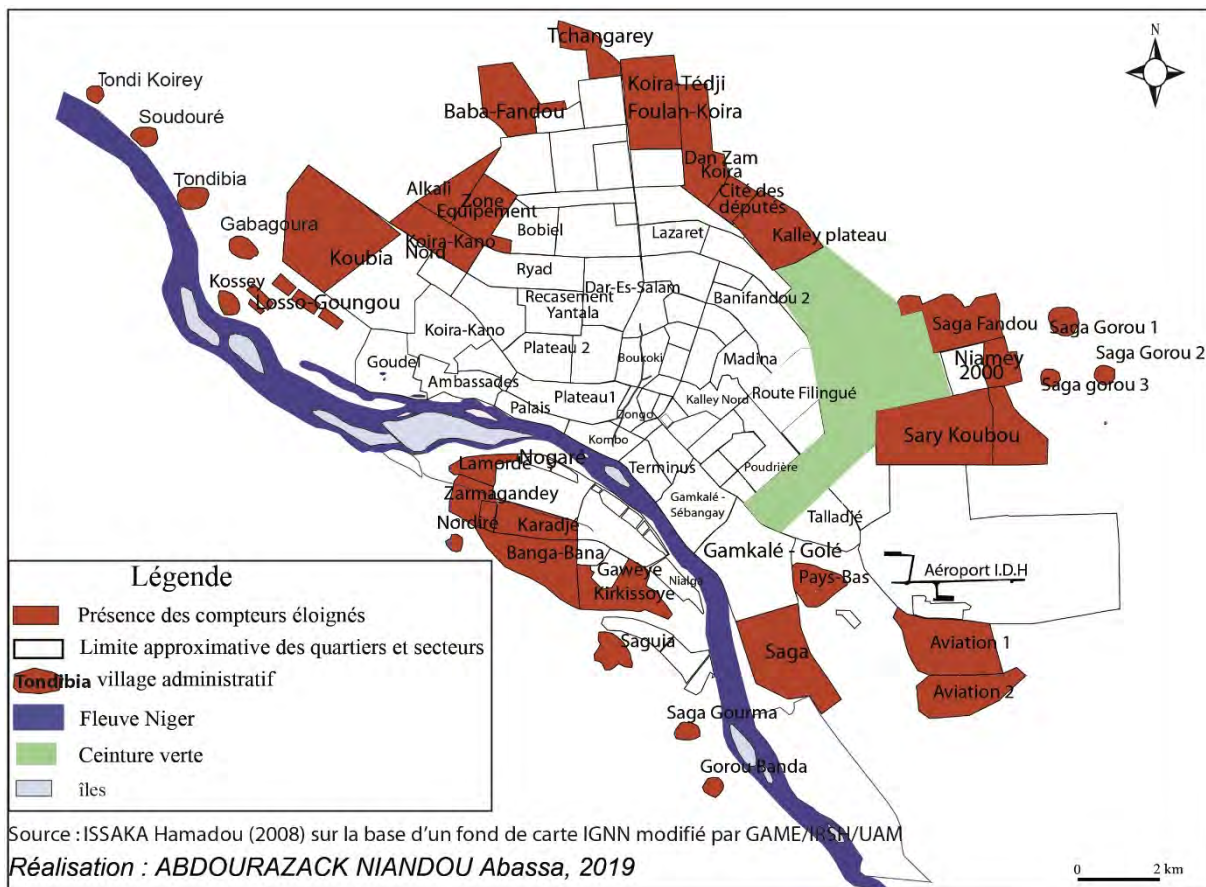 Tchangarey
N
Tondi Koirey
Koira-Tédji
Baba-Fandou
Foulan-Koira
Soudouré
Dan Zam
Koira
Tondibia
Alkali
Zone
Equipement
Cité des
députés
Gabagoura
Bobiel
Lazaret
Kalley plateau
Koira-Kano
Nord
Koubia
Ryad
Dar-Es-Salam
Kossey
Losso-Goungou
Recasement
Yantala
Banifandou 2
Saga Fandou
Saga Gorou 1
Koira-Kano
Plateau 2
Boukoki
Madina
Niamey
2000
Saga Gorou 2
Goudel
Saga gorou 3
Ambassades
Plateau1
Kalley Nord
Route Filingué
Palais
Zongo
Sary Koubou
Kombo
Nogaré
Lamorde
Terminus
Poudrière
Zarmagandey
Gamkalé -
Sébangay
Nordiré
Karadjé
Talladjé
Banga-Bana
Gamkalé - Golé
Gaweye
Nialga
Pays-Bas
Aéroport I.D.H
Kirkissoye
Saguia
Saga
Aviation 1
Aviation 2
Saga Gourma
Gorou Banda
Légende
Présence des compteurs éloignés
Limite approximative des quartiers et secteurs
Tondibia village administratif
Fleuve Niger
Ceinture verte
îles
Source : ISSAKA Hamadou (2008) sur la base d'un fond de carte IGNN modifié par GAME/IRSH/UAM
Réalisation : ABDOURAZACK NIANDOU Abassa, 2019
0 2 km